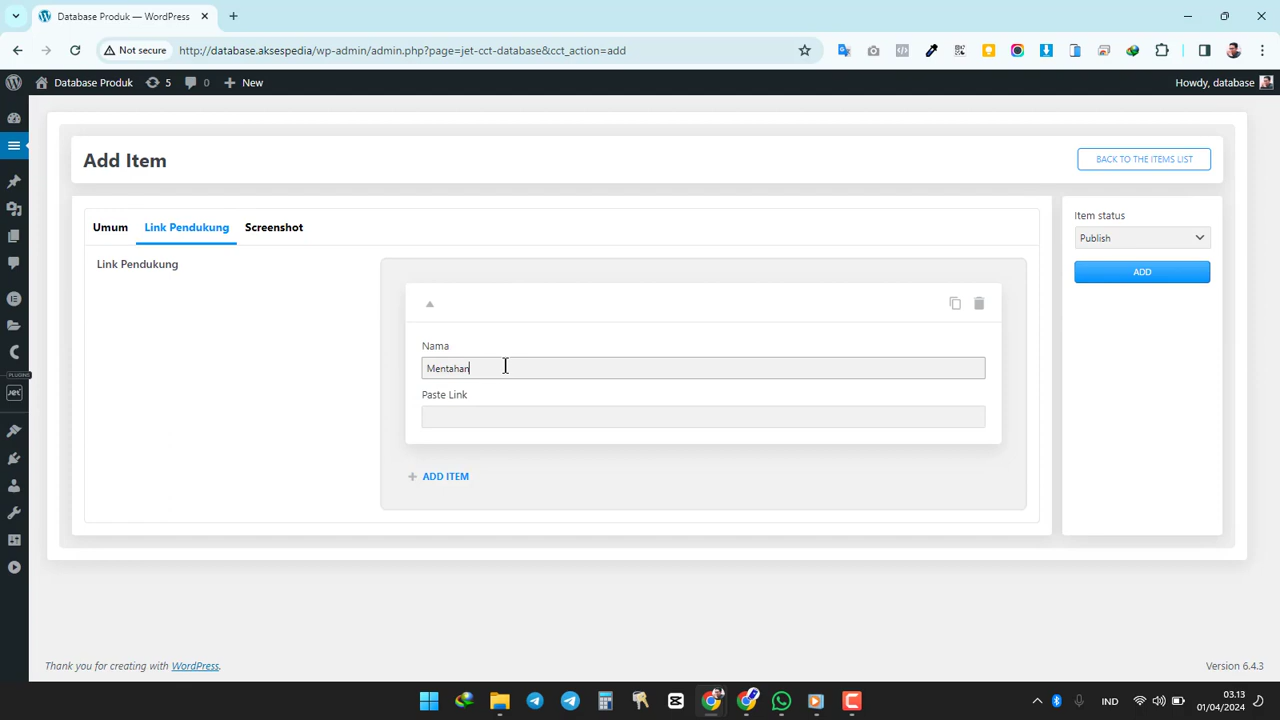 Database Produk — WordPress
Not secure
http://database.aksespedia/wp-admin/admin.php?page=jet-cct-database&cct_action=add
Database Produk
5
0
New
Howdy, database
Add Item
BACK TO THE ITEMS LIST
Umum
Link Pendukung
Screenshot
Item status
Publish
ADD
Link Pendukung
Nama
Mentahan
Paste Link
ADD ITEM
PLUGINS
Jet
Thank you for creating with WordPress.
Version 6.4.3
IND
03.13
01/04/2024